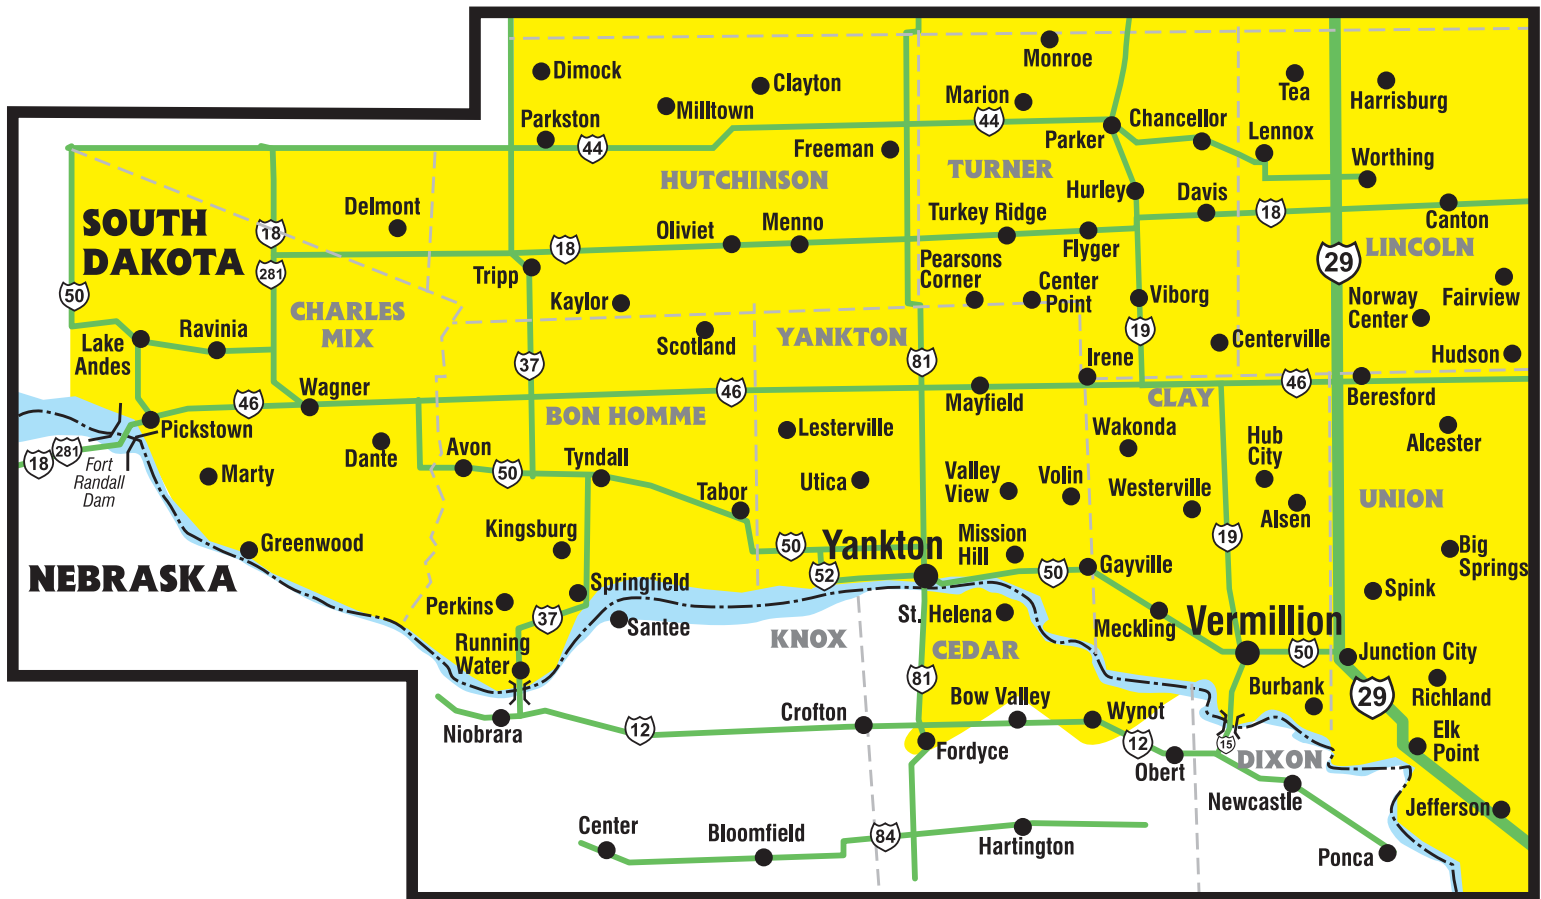 Monroe
Dimock
Clayton
Tea
Harrisburg
Milltown
Marion
Parkston
44
44
Chancellor
Parker
Lennox
Freeman
Worthing
HUTCHINSON
TURNER
Hurley
Davis
SOUTH
DAKOTA
Delmont
18
Oliviet
Menno
Turkey Ridge
18
Canton
18
Flyger
LINCOLN
29
281
Tripp
Pearsons
Corner
Center
Point
50
Kaylor
Viborg
Norway
Center
Fairview
CHARLES
MIX
Ravinia
Lake
Andes
Scotland
YANKTON
19
Centerville
Hudson
37
81
Irene
Wagner
46
46
Mayfield
CLAY
46
Beresford
BON HOMME
Pickstown
Lesterville
Wakonda
Hub
City
Alcester
18
281
Fort
Randall
Dam
Dante
Avon
50
Tyndall
Marty
Utica
Valley
View
Volin
Westerville
Alsen
UNION
Tabor
Kingsburg
Greenwood
50
Yankton
Mission
Hill
19
Big
Springs
NEBRASKA
52
50
Gayville
Springfield
Spink
Perkins
37
Santee
St. Helena
Meckling
Vermillion
KNOX
CEDAR
Running
Water
50
Junction City
81
Burbank
29
Richland
Niobrara
12
Crofton
Bow Valley
Wynot
12
15
Elk
Point
Fordyce
Obert
DIXON
Newcastle
Jefferson
Center
Bloomfield
84
Hartington
Ponca